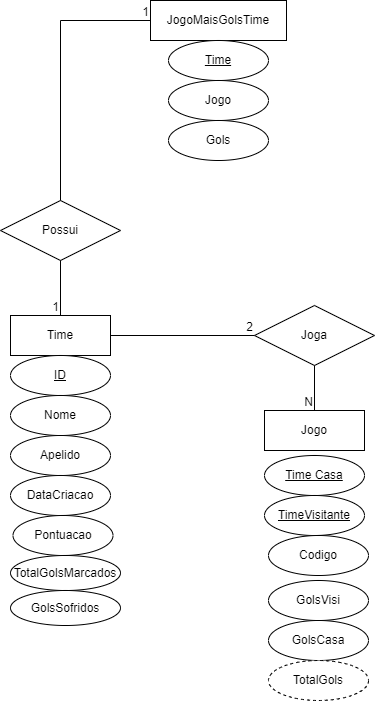 1
JogoMaisGolsTime
Time
Jogo
Gols
Possui
1
Time
2
Joga
ID
Nome
Apelido
DataCriacao
Pontuacao
TotalGolsMarcados
GolsSofridos
N
Jogo
Time Casa
TimeVisitante
Codigo
GolsVisi
GolsCasa
TotalGols